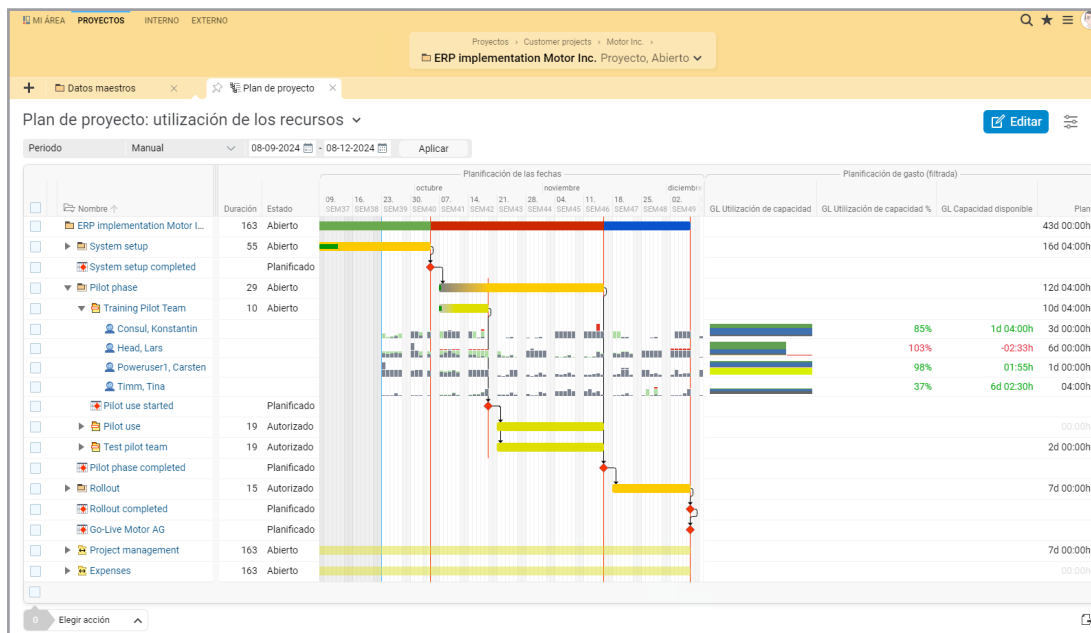 MI ÁREA PROYECTOS INTERNO EXTERNO
Proyectos › Customer projects › Motor Inc. ›
ERP implementation Motor Inc. Proyecto, Abierto
Datos maestros × Plan de proyecto ×
Plan de proyecto: utilización de los recursos
Editar
Periodo Manual 08-09-2024 - 08-12-2024 Aplicar
Planificación de las fechas Planificación de gasto (filtrada)
octubre noviembre diciembre
09. 16. 23. 30. 07. 14. 21. 28. 04. 11. 18. 25. 02.
Nombre Duración Estado SEM37 SEM38 SEM39 SEM40 SEM41 SEM42 SEM43 SEM44 SEM45 SEM46 SEM47 SEM48 SEM49 GL Utilización de capacidad GL Utilización de capacidad % GL Capacidad disponible Plan
ERP implementation Motor I... 163 Abierto 43d 00:00h
System setup 55 Abierto 16d 04:00h
System setup completed Planificado
Pilot phase 29 Abierto 12d 04:00h
Training Pilot Team 10 Abierto 10d 04:00h
Consul, Konstantin 85% 1d 04:00h 3d 00:00h
Head, Lars 103% -02:33h 6d 00:00h
Poweruser1, Carsten 98% 01:55h 1d 00:00h
Timm, Tina 37% 6d 02:30h 04:00h
Pilot use started Planificado
Pilot use 19 Autorizado 00:00h
Test pilot team 19 Autorizado 2d 00:00h
Pilot phase completed Planificado
Rollout 15 Autorizado 7d 00:00h
Rollout completed Planificado
Go-Live Motor AG Planificado
Project management 163 Abierto 7d 00:00h
Expenses 163 Abierto 00:00h
0 Elegir acción